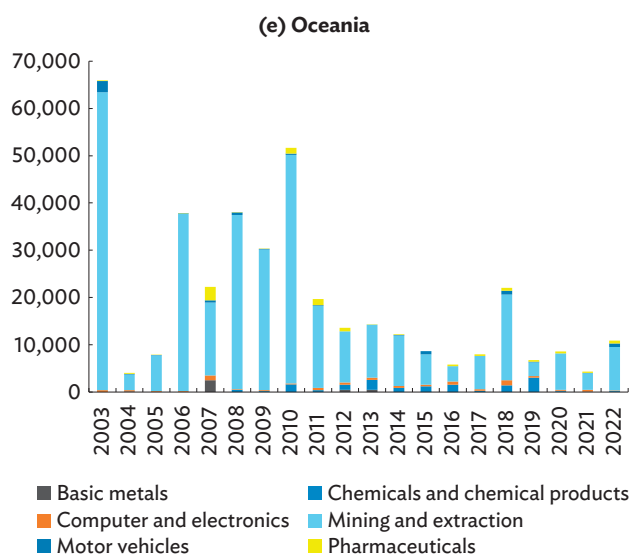 (e) Oceania
70,000
60,000
50,000
40,000
30,000
20,000
10,000
0
2003 2004 2005 2006 2007 2008 2009 2010 2011 2012 2013 2014 2015 2016 2017 2018 2019 2020 2021 2022
Basic metals Chemicals and chemical products
Computer and electronics Mining and extraction
Motor vehicles Pharmaceuticals